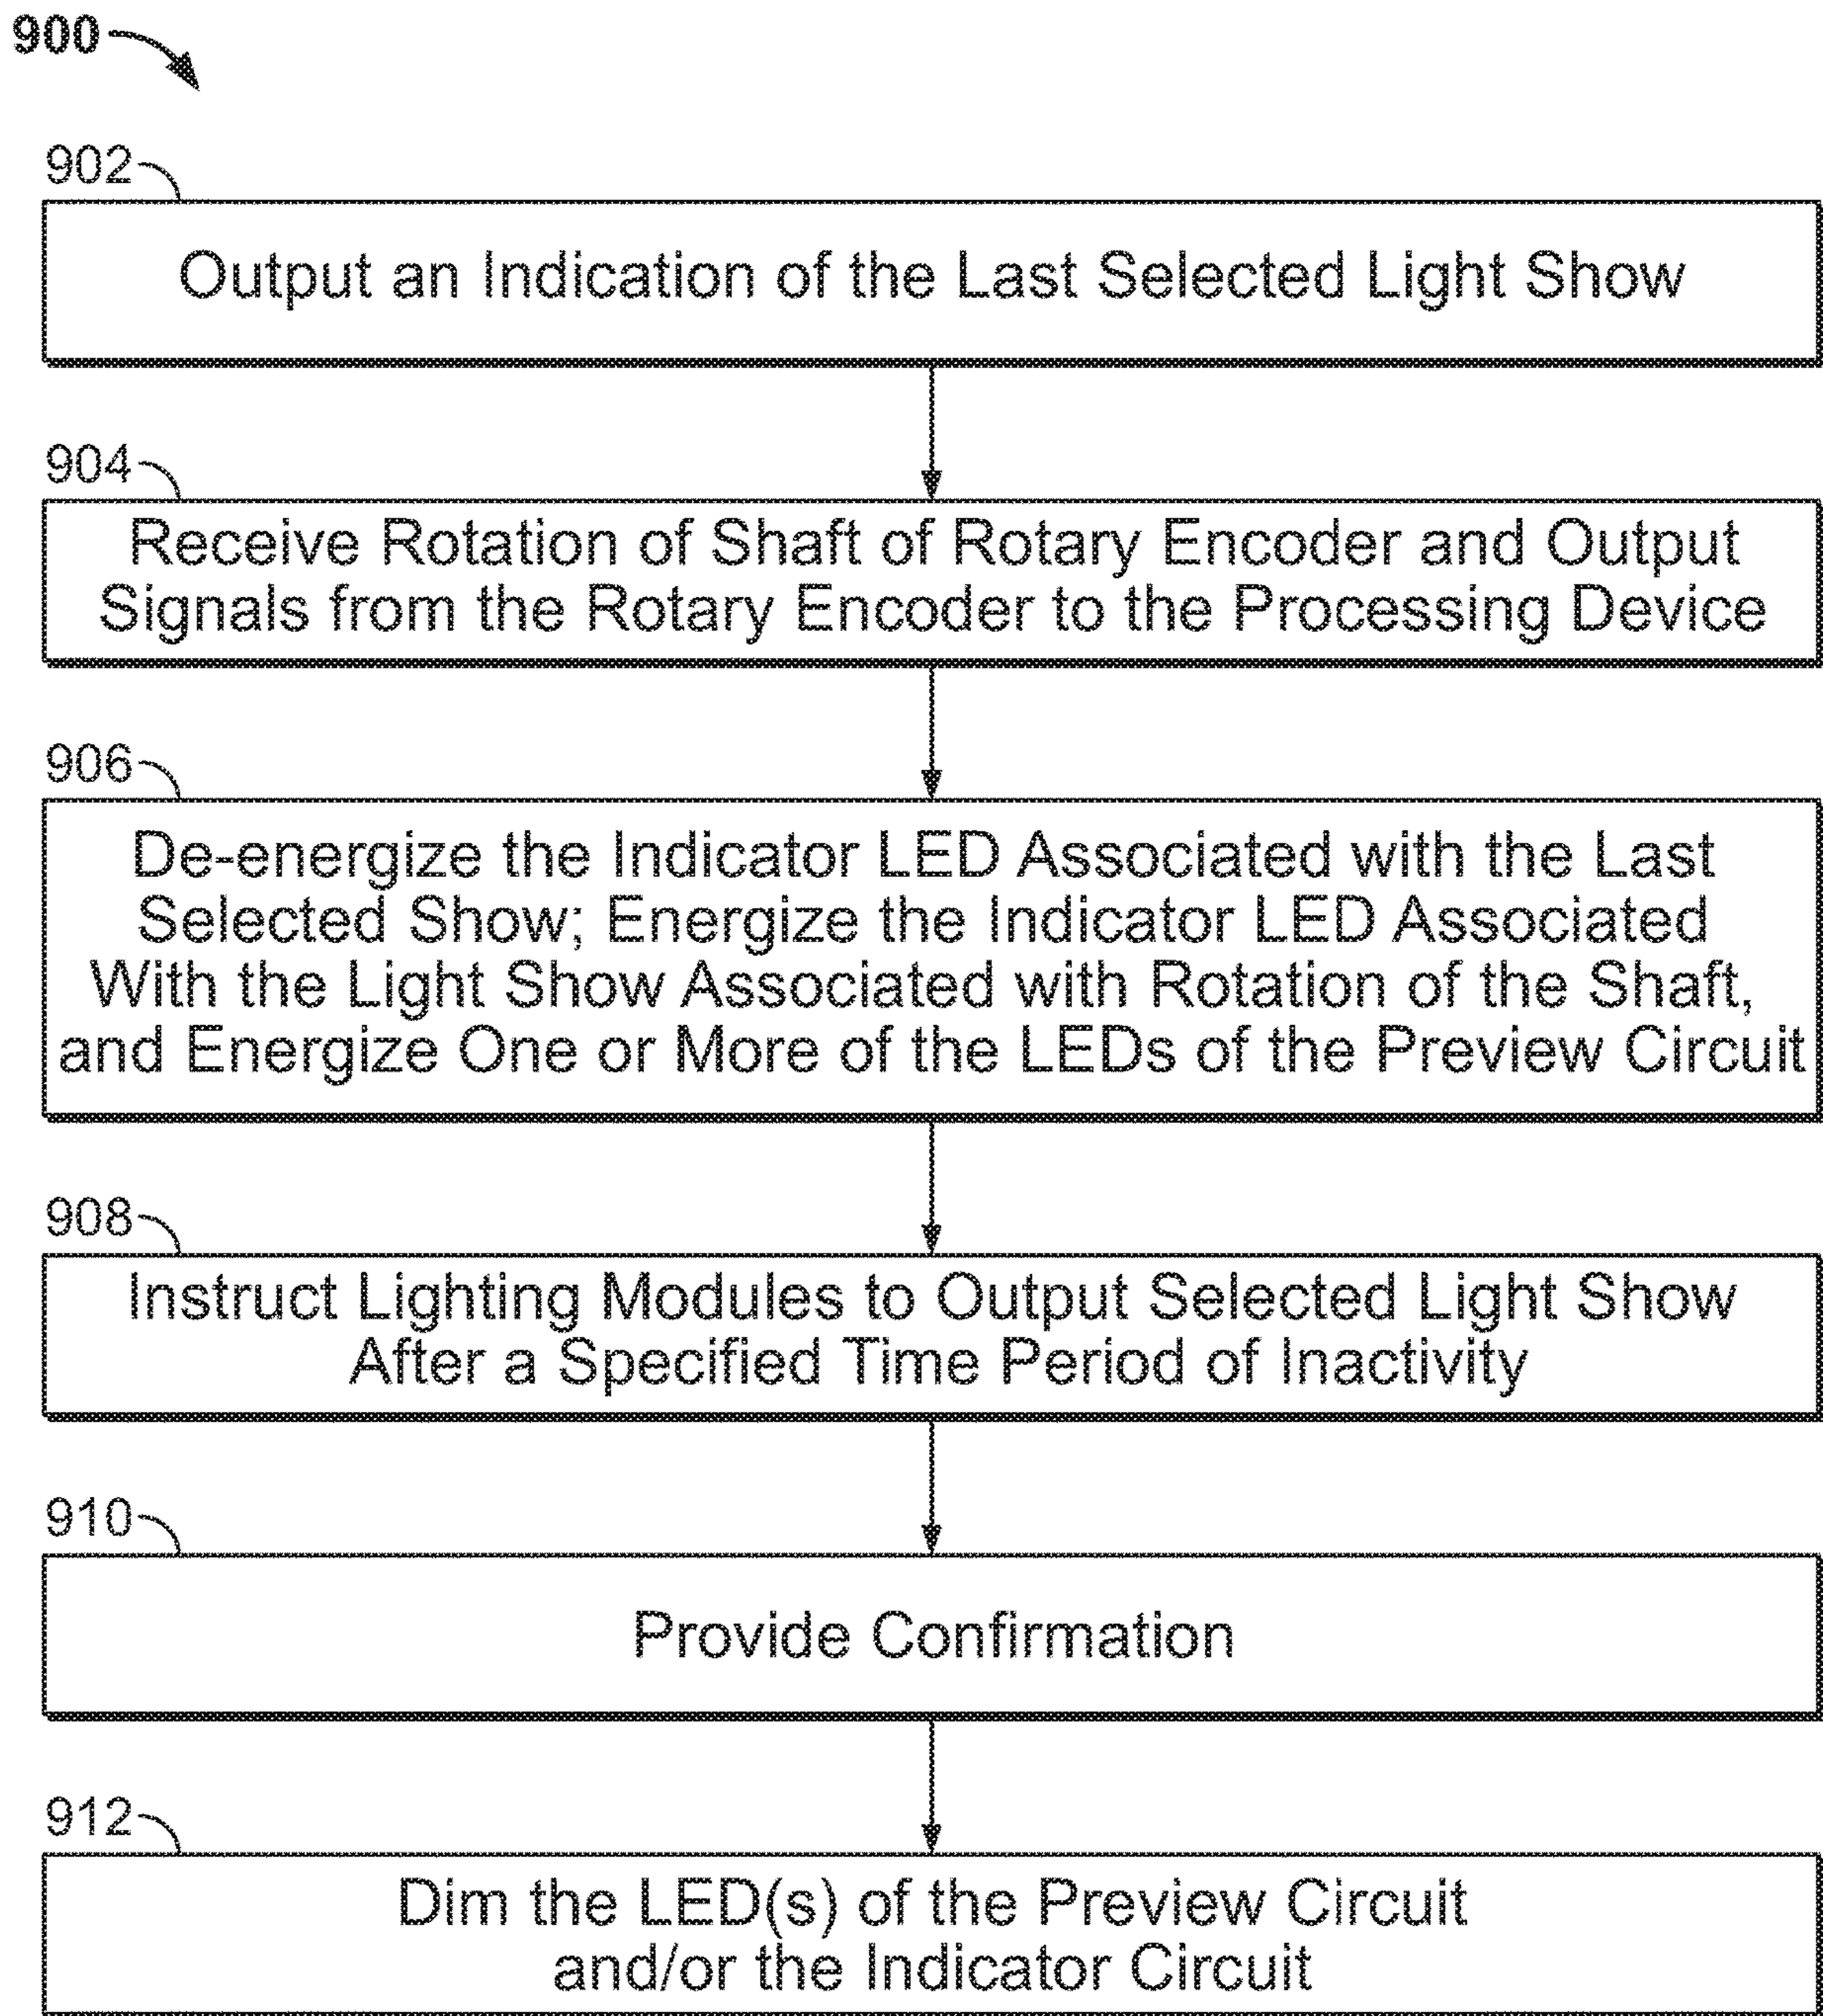 900
902
Output an Indication of the Last Selected Light Show
904
Receive Rotation of Shaft of Rotary Encoder and Output
Signals from the Rotary Encoder to the Processing Device
906
De-energize the Indicator LED Associated with the Last
Selected Show; Energize the Indicator LED Associated
With the Light Show Associated with Rotation of the Shaft,
and Energize One or More of the LEDs of the Preview Circuit
908
Instruct Lighting Modules to Output Selected Light Show
After a Specified Time Period of Inactivity
910
Provide Confirmation
912
Dim the LED(s) of the Preview Circuit
and/or the Indicator Circuit